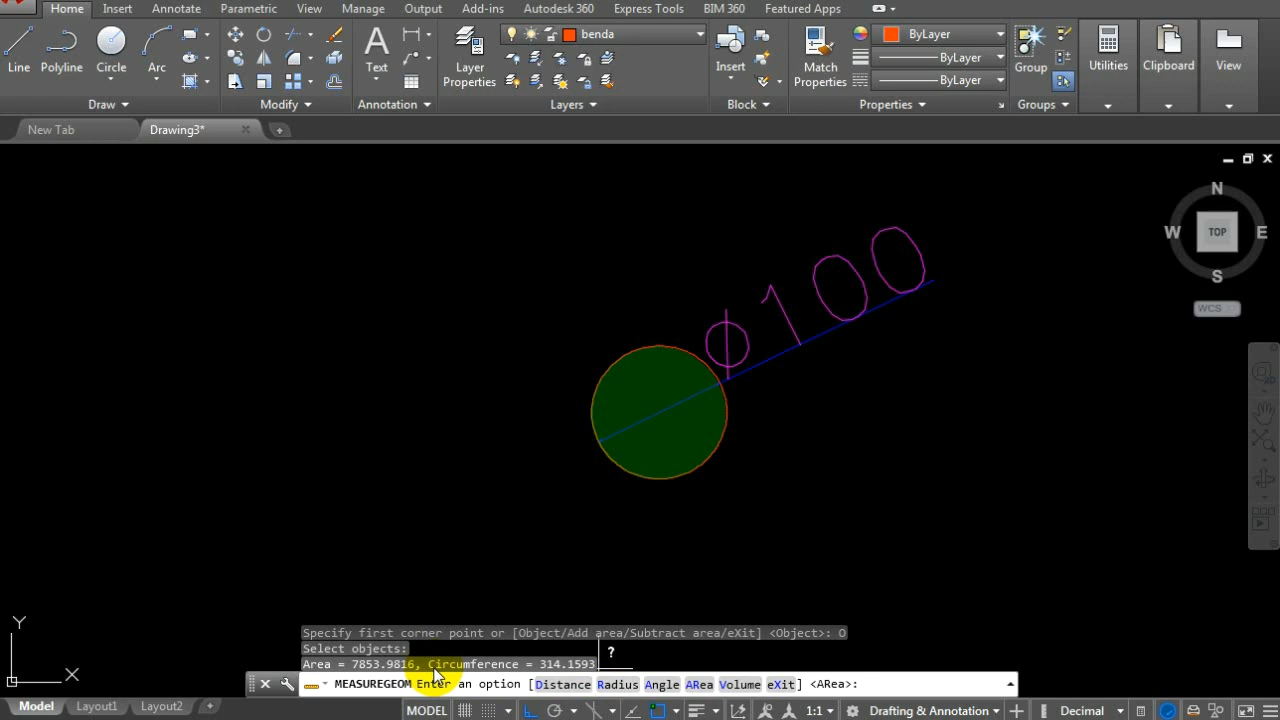 Home Insert Annotate Parametric View Manage Output Add-ins Autodesk 360 Express Tools BIM 360 Featured Apps
benda
ByLayer
ByLayer
ByLayer
Line Polyline Circle Arc Text Layer Properties Insert Match Properties Group Utilities Clipboard View
Draw Modify Annotation Layers Block Properties Groups
New Tab Drawing3*
N
W TOP E
S
WCS
ϕ100
Y
X
Specify first corner point or [Object/Add area/Subtract area/eXit] <Object>: O
Select objects:
Area = 7853.9816, Circumference = 314.1593
?
MEASUREGEOM Enter an option [Distance Radius Angle ARea Volume eXit] <ARea>:
Model Layout1 Layout2 + MODEL 1:1 Drafting & Annotation Decimal